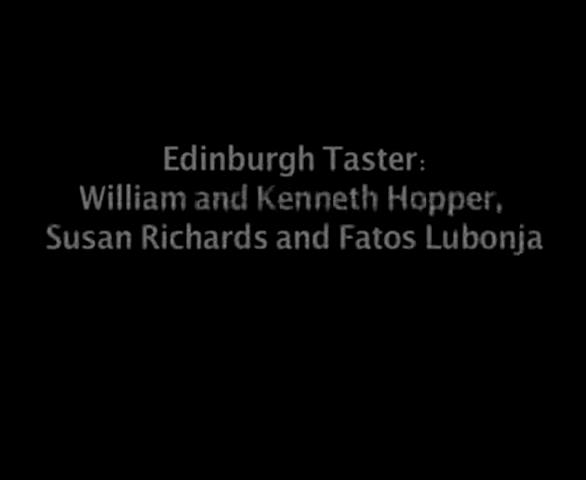 Edinburgh Taster:
William and Kenneth Hopper,
Susan Richards and Fatos Lubonja